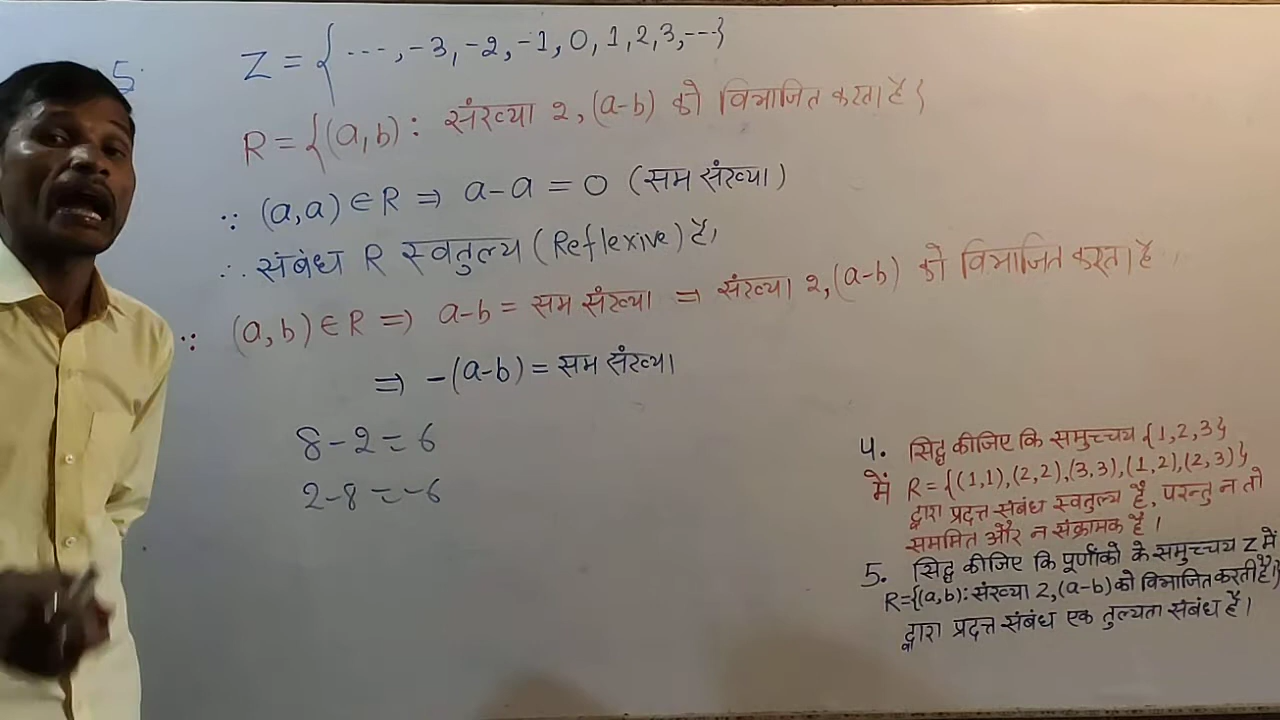 5.
Z = { ---, -3, -2, -1, 0, 1, 2, 3, --- }
R = {(a,b) : संख्या 2, (a-b) को विभाजित करता है }
∵ (a,a) ∈ R ⇒ a-a = 0 (सम संख्या)
∴ संबंध R स्वतुल्य (Reflexive) है,
∵ (a,b) ∈ R ⇒ a-b = सम संख्या ⇒ संख्या 2, (a-b) को विभाजित करता है
⇒ -(a-b) = सम संख्या
8-2 = 6
2-8 = -6
4. सिद्ध कीजिए कि समुच्चय {1,2,3}
में R = {(1,1),(2,2),(3,3),(1,2),(2,3)}
द्वारा प्रदत्त संबंध स्वतुल्य है, परन्तु न तो
सममित और न संक्रामक है।
5. सिद्ध कीजिए कि पूर्णांको के समुच्चय Z में
R={(a,b): संख्या 2,(a-b) को विभाजित करती है}
द्वारा प्रदत्त संबंध एक तुल्यता संबंध है।